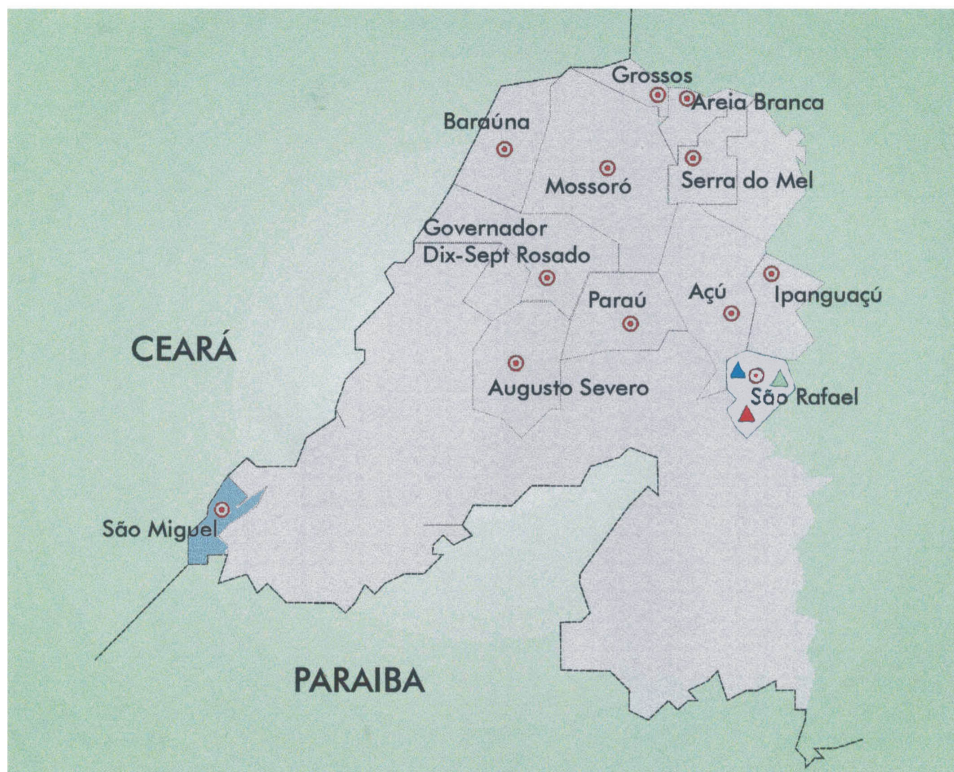 Grossos
Areia Branca
Baraúna
Mossoró
Serra do Mel
Governador
Dix-Sept Rosado
Paraú
Açú
Ipanguaçú
CEARÁ
Augusto Severo
São Rafael
São Miguel
PARAIBA